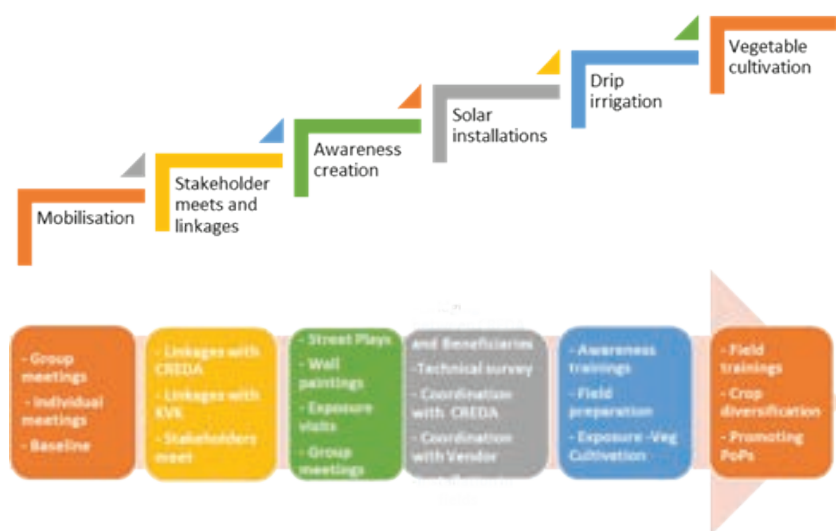 Mobilisation
Stakeholder
meets and
linkages
Awareness
creation
Solar
installations
Drip
irrigation
Vegetable
cultivation
- Group
meetings
- Individual
meetings
- Baseline
- Linkages with
CREDA
- Linkages with
KVK
- Stakeholders
meet
- Street Plays
- Wall
paintings
- Exposure
visits
- Group
meetings
and Beneficiaries
-Technical survey
- Coordination
with CREDA
- Coordination
with Vendor
- Awareness
trainings
- Field
preparation
- Exposure -Veg
Cultivation
- Field
trainings
- Crop
diversification
- Promoting
PoPs